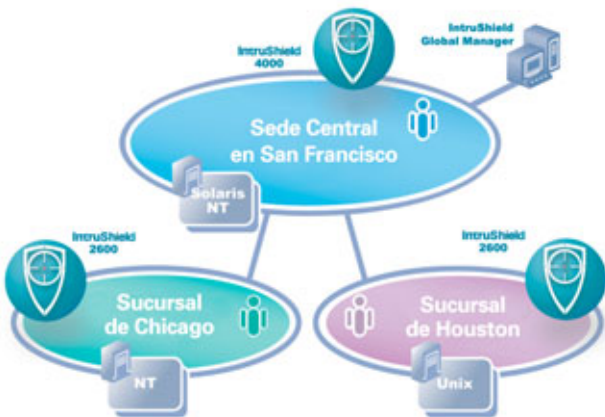 IntruShield
4000
IntruShield
Global Manager
Sede Central
en San Francisco
Solaris
NT
IntruShield
2600
Sucursal
de Chicago
NT
IntruShield
2600
Sucursal
de Houston
Unix